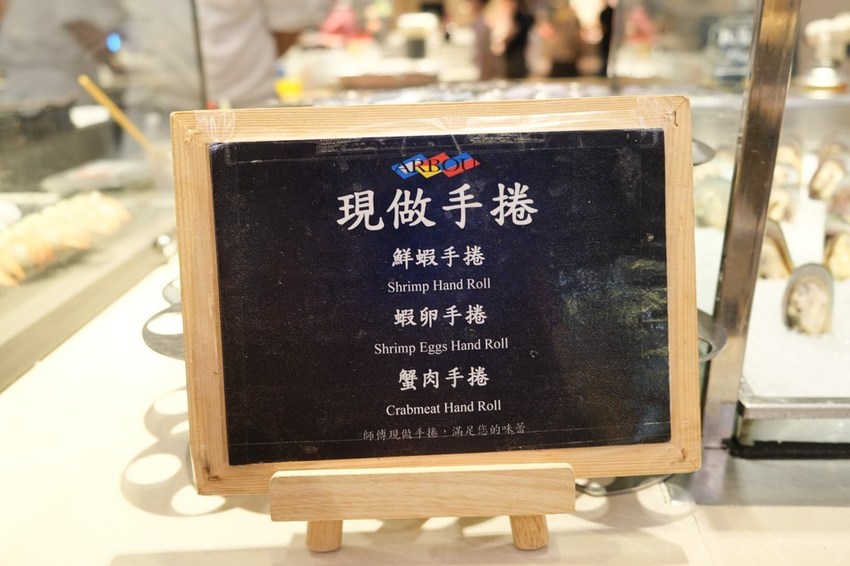 ARBOU
現做手捲
鮮蝦手捲
Shrimp Hand Roll
蝦卵手捲
Shrimp Eggs Hand Roll
蟹肉手捲
Crabmeat Hand Roll
師傅現做手捲，滿足您的味蕾